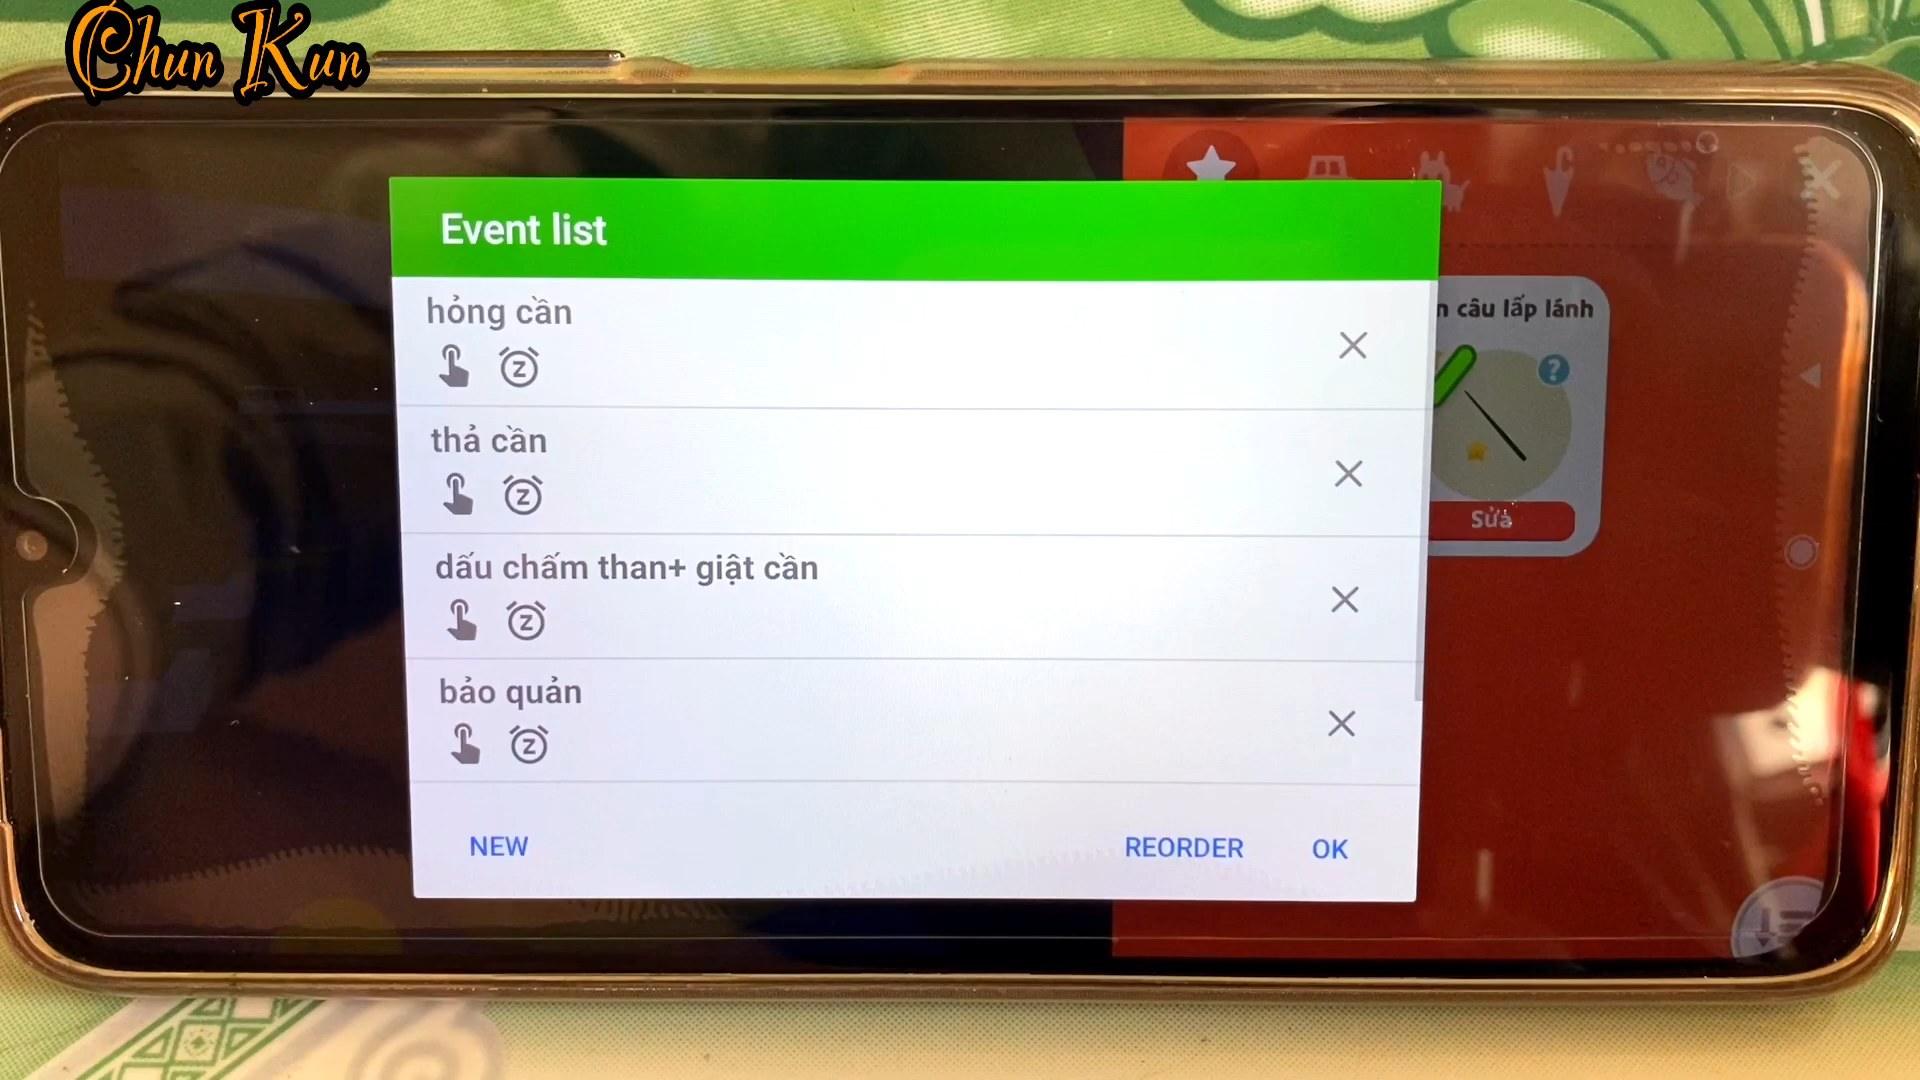 Chun Kun
Event list
hỏng cần
thả cần
dấu chấm than+ giật cần
bảo quản
NEW
REORDER
OK
câu lấp lánh
?
Sửa